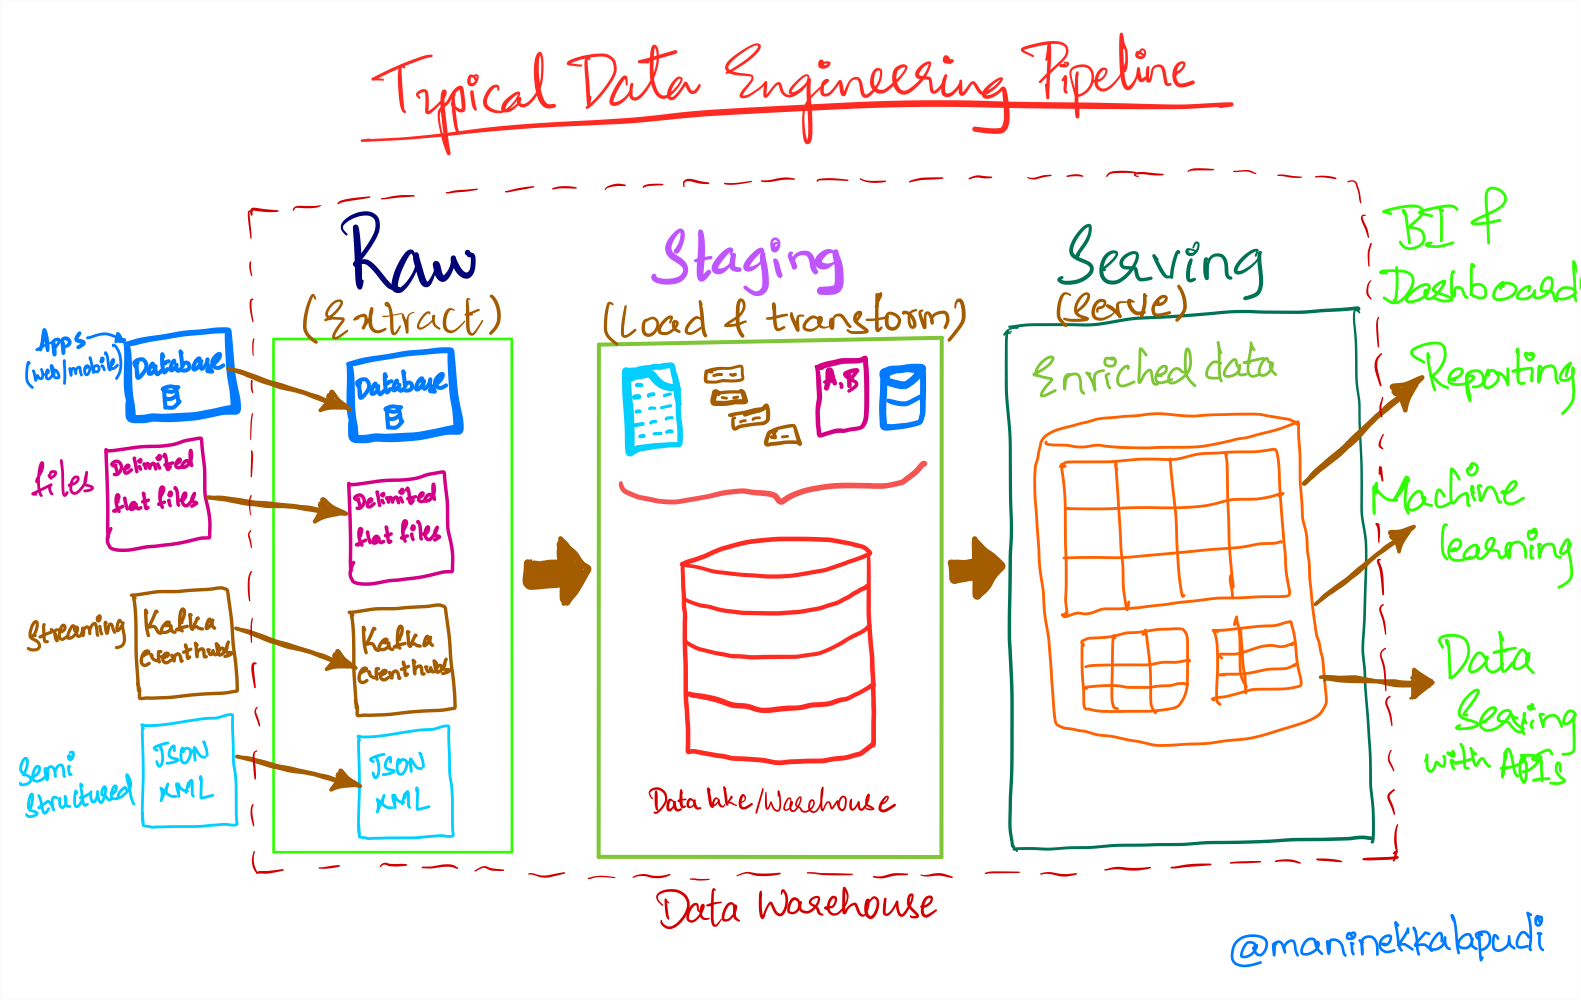 Typical Data Engineering Pipeline
Raw
(Extract)
Staging
(Load & transform)
Serving
(serve)
BI &
Dashboard
Apps
(web/mobile)
Database
Database
files
Delimited
flat files
Delimited
flat files
Streaming
Kafka
eventhubs
Kafka
eventhubs
Semi
structured
JSON
XML
JSON
XML
A,B
Data lake/Warehouse
Enriched data
Reporting
Machine
learning
Data
Serving
with APIs
Data Warehouse
@maninekkalapudi